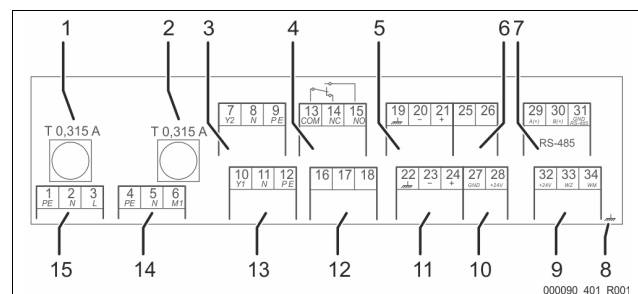 1 2 3 4 5 6 7
T 0,315 A T 0,315 A
7 8 9 13 14 15 19 20 21 25 26 29 30 31
Y2 N PE COM NC NO − + A(+) B(+) GND RS-485
RS-485
1 2 3 4 5 6 10 11 12 16 17 18 22 23 24 27 28 32 33 34
PE N L PE N M1 Y1 N PE − + GND +24V +24V WZ WM
15 14 13 12 11 10 9 8
000090_401_R001